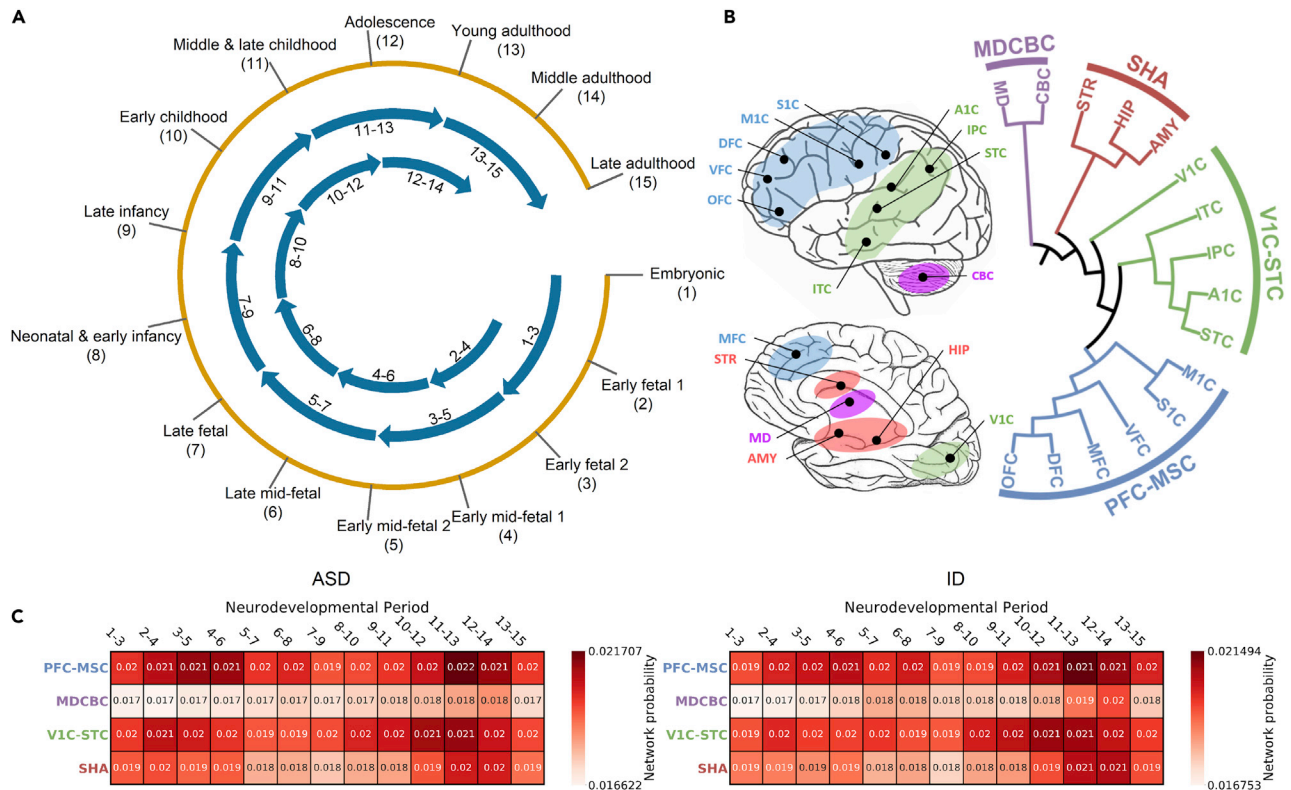 A
Adolescence
(12)
Young adulthood
(13)
Middle & late childhood
(11)
Middle adulthood
(14)
Early childhood
(10)
Late adulthood
(15)
Late infancy
(9)
Embryonic
(1)
Neonatal & early infancy
(8)
Early fetal 1
(2)
Late fetal
(7)
Early fetal 2
(3)
Late mid-fetal
(6)
Early mid-fetal 2
(5)
Early mid-fetal 1
(4)
11-13
13-15
9-11
10-12
12-14
8-10
7-9
6-8
1-3
2-4
4-6
5-7
3-5
B
S1C
M1C
DFC
VFC
OFC
A1C
IPC
STC
ITC
CBC
MFC
STR
HIP
MD
AMY
V1C
MDCBC
MD
CBC
SHA
STR
HIP
AMY
V1C-STC
V1C
ITC
IPC
A1C
STC
PFC-MSC
M1C
S1C
VFC
MFC
DFC
OFC
C
ASD
Neurodevelopmental Period
1-3 2-4 3-5 4-6 5-7 6-8 7-9 8-10 9-11 10-12 11-13 12-14 13-15
PFC-MSC 0.02 0.021 0.021 0.021 0.02 0.02 0.019 0.02 0.02 0.02 0.022 0.021 0.02
MDCBC 0.017 0.017 0.017 0.017 0.017 0.017 0.017 0.017 0.018 0.018 0.018 0.018 0.017
V1C-STC 0.02 0.021 0.02 0.02 0.019 0.019 0.02 0.02 0.02 0.021 0.021 0.02 0.02
SHA 0.019 0.02 0.019 0.019 0.018 0.018 0.018 0.018 0.018 0.019 0.02 0.02 0.019
0.021707
Network probability
0.016622
ID
Neurodevelopmental Period
1-3 2-4 3-5 4-6 5-7 6-8 7-9 8-10 9-11 10-12 11-13 12-14 13-15
PFC-MSC 0.019 0.02 0.02 0.021 0.02 0.02 0.019 0.019 0.02 0.021 0.021 0.021 0.02
MDCBC 0.017 0.017 0.017 0.018 0.018 0.018 0.018 0.018 0.018 0.018 0.019 0.02 0.018
V1C-STC 0.019 0.02 0.02 0.02 0.02 0.019 0.019 0.02 0.02 0.021 0.021 0.02 0.02
SHA 0.019 0.019 0.019 0.019 0.018 0.018 0.018 0.018 0.018 0.019 0.021 0.021 0.019
0.021494
Network probability
0.016753